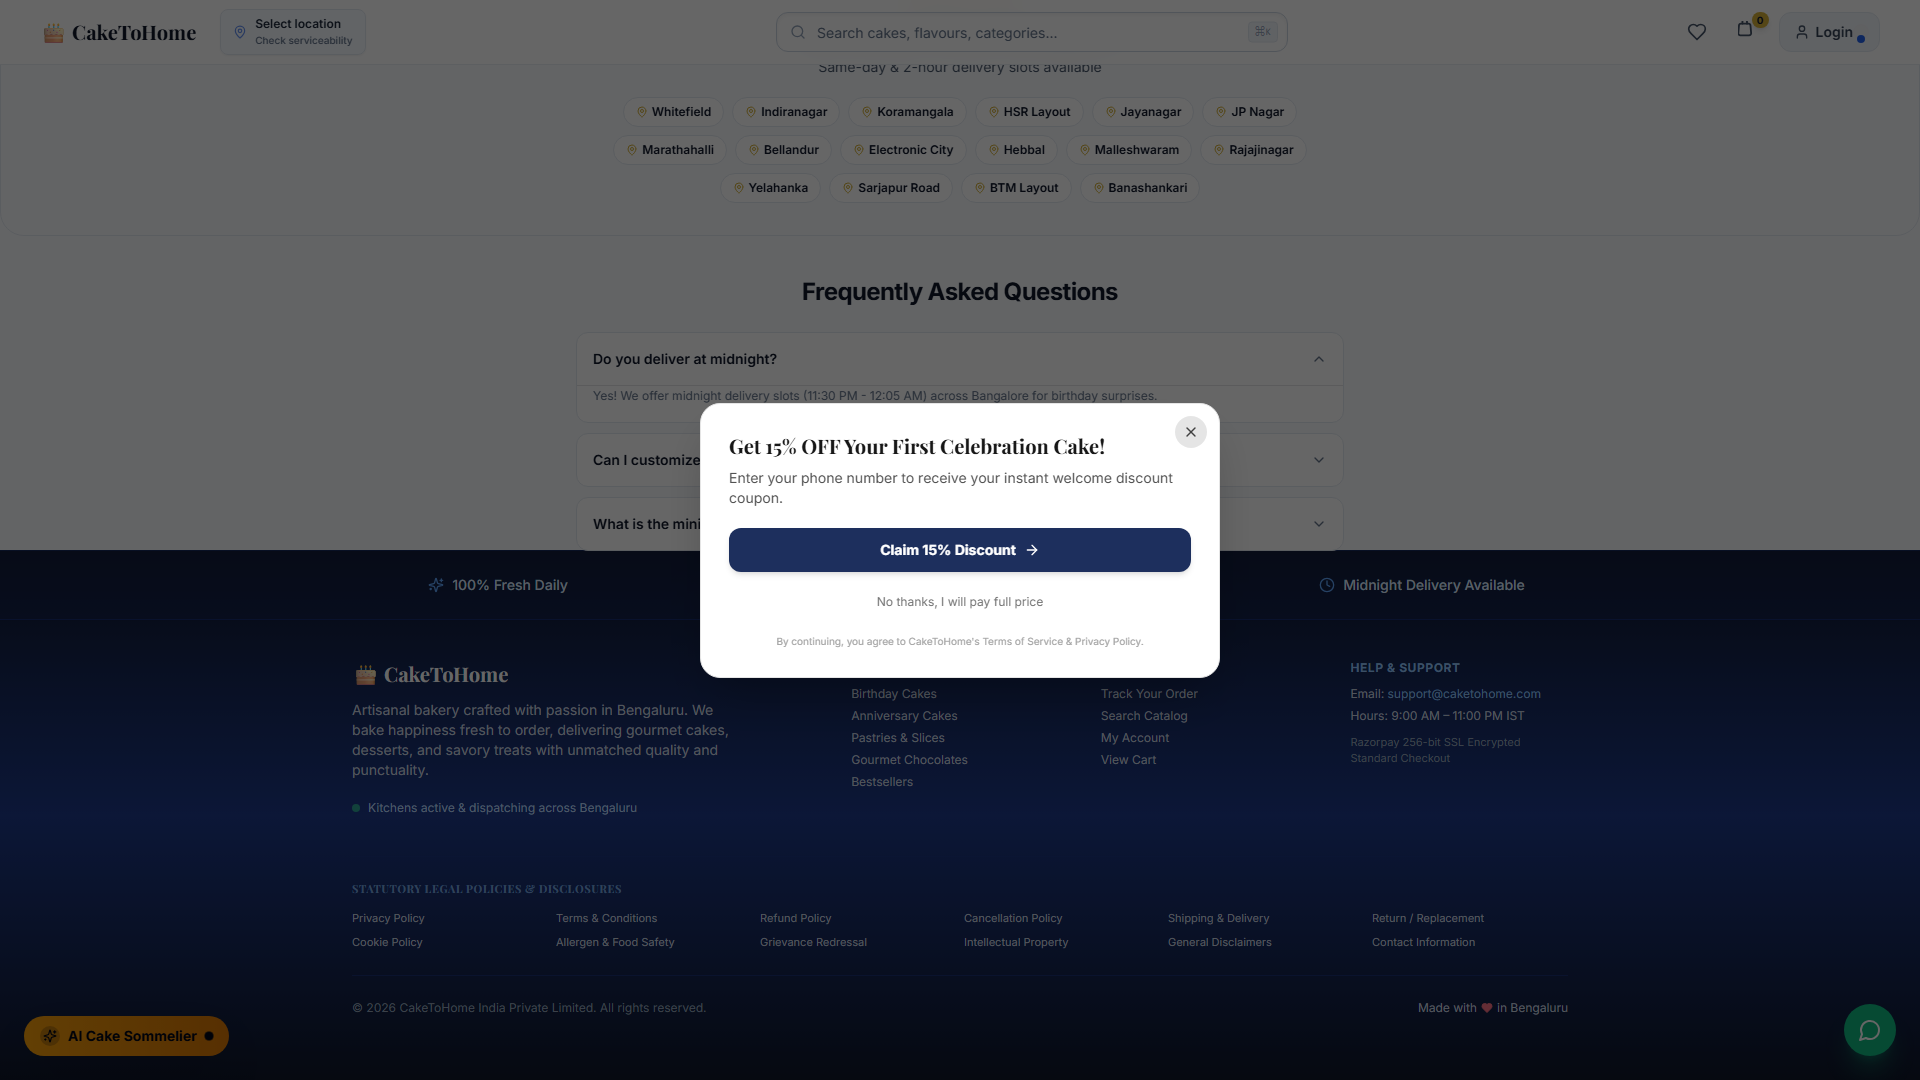 CakeToHome
Select location
Check serviceability
Search cakes, flavours, categories...
⌘K
0
Login
Same-day & 2-hour delivery slots available
Whitefield
Indiranagar
Koramangala
HSR Layout
Jayanagar
JP Nagar
Marathahalli
Bellandur
Electronic City
Hebbal
Malleshwaram
Rajajinagar
Yelahanka
Sarjapur Road
BTM Layout
Banashankari
Frequently Asked Questions
Do you deliver at midnight?
Yes! We offer midnight delivery slots (11:30 PM - 12:05 AM) across Bangalore for birthday surprises.
Can I customize
What is the mini
Get 15% OFF Your First Celebration Cake!
Enter your phone number to receive your instant welcome discount
coupon.
Claim 15% Discount
No thanks, I will pay full price
By continuing, you agree to CakeToHome's Terms of Service & Privacy Policy.
100% Fresh Daily
Midnight Delivery Available
CakeToHome
Artisanal bakery crafted with passion in Bengaluru. We
bake happiness fresh to order, delivering gourmet cakes,
desserts, and savory treats with unmatched quality and
punctuality.
Kitchens active & dispatching across Bengaluru
Birthday Cakes
Anniversary Cakes
Pastries & Slices
Gourmet Chocolates
Bestsellers
Track Your Order
Search Catalog
My Account
View Cart
HELP & SUPPORT
Email: support@caketohome.com
Hours: 9:00 AM – 11:00 PM IST
Razorpay 256-bit SSL Encrypted
Standard Checkout
STATUTORY LEGAL POLICIES & DISCLOSURES
Privacy Policy
Terms & Conditions
Refund Policy
Cancellation Policy
Shipping & Delivery
Return / Replacement
Cookie Policy
Allergen & Food Safety
Grievance Redressal
Intellectual Property
General Disclaimers
Contact Information
© 2026 CakeToHome India Private Limited. All rights reserved.
Made with ❤ in Bengaluru
AI Cake Sommelier